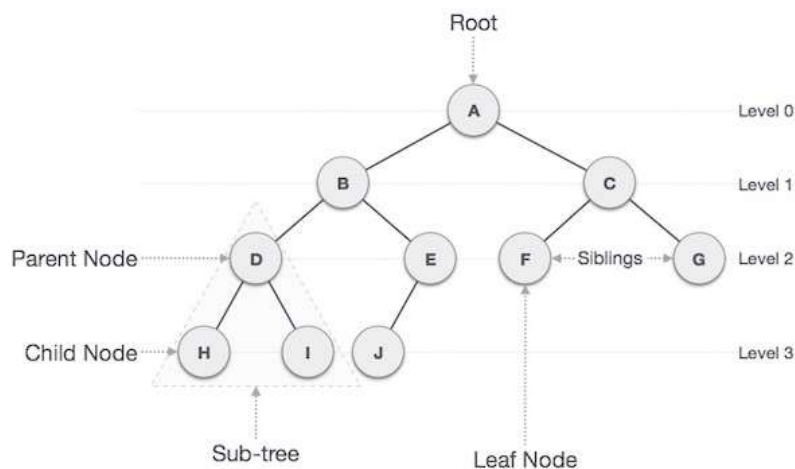 Root
A
Level 0
B
C
Level 1
Parent Node
D
E
F
Siblings
G
Level 2
Child Node
H
I
J
Level 3
Sub-tree
Leaf Node